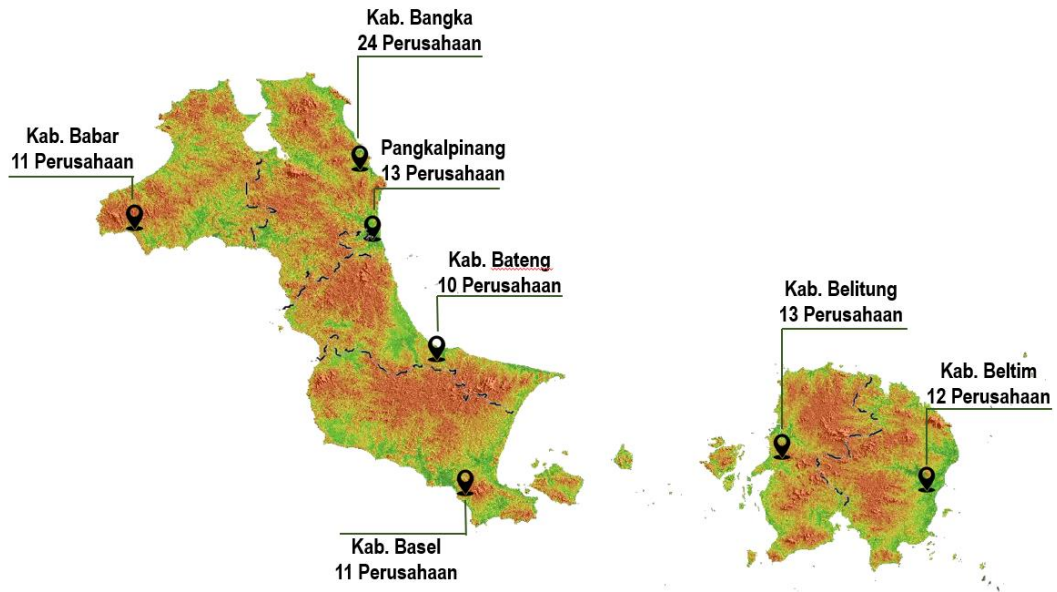 Kab. Bangka
24 Perusahaan
Kab. Babar
11 Perusahaan
Pangkalpinang
13 Perusahaan
Kab. Bateng
10 Perusahaan
Kab. Belitung
13 Perusahaan
Kab. Beltim
12 Perusahaan
Kab. Basel
11 Perusahaan